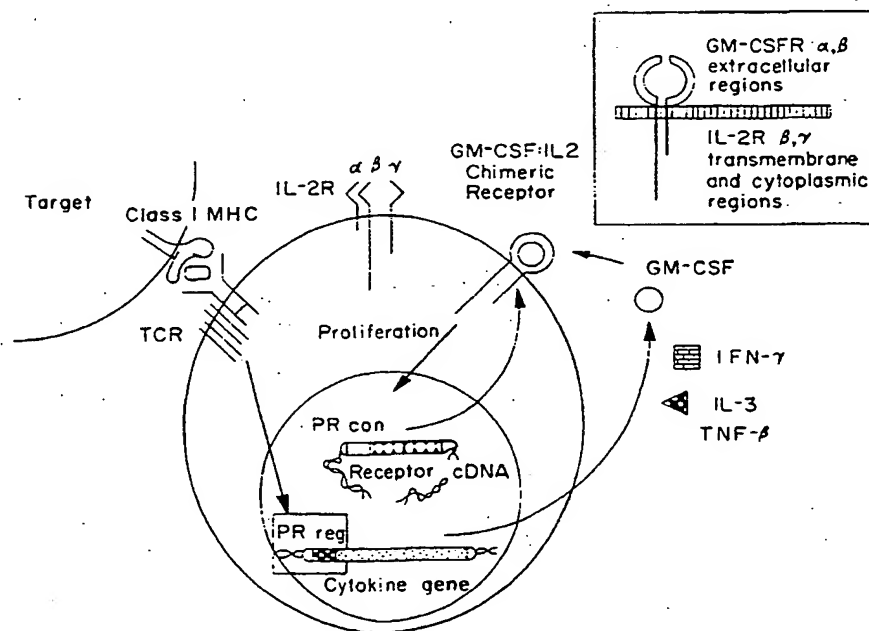 GM-CSFR α,β
extracellular
regions
IL-2R β,γ
transmembrane
and cytoplasmic
regions
GM-CSF:IL2
Chimeric
Receptor
α β γ
IL-2R
Target
Class I MHC
GM-CSF
TCR
Proliferation
IFN-γ
IL-3
TNF-β
PR con
Receptor cDNA
PR reg
Cytokine gene